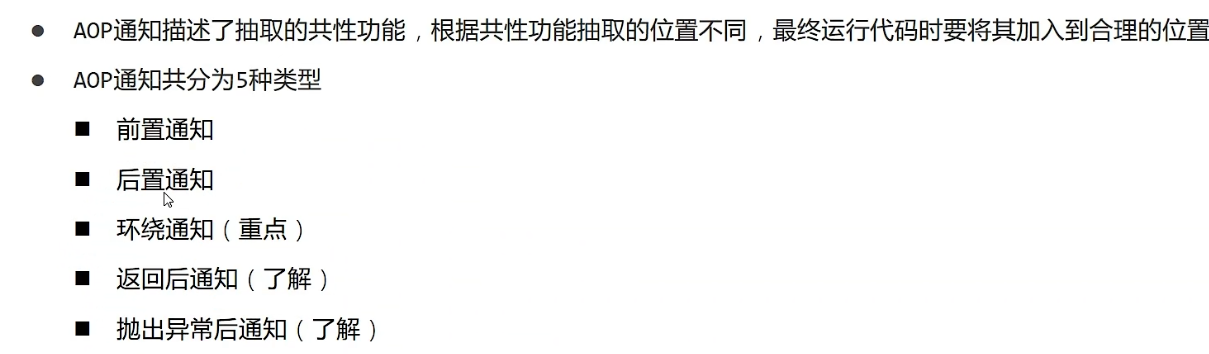 ● AOP通知描述了抽取的共性功能，根据共性功能抽取的位置不同，最终运行代码时要将其加入到合理的位置
● AOP通知共分为5种类型
■ 前置通知
■ 后置通知
■ 环绕通知（重点）
■ 返回后通知（了解）
■ 抛出异常后通知（了解）